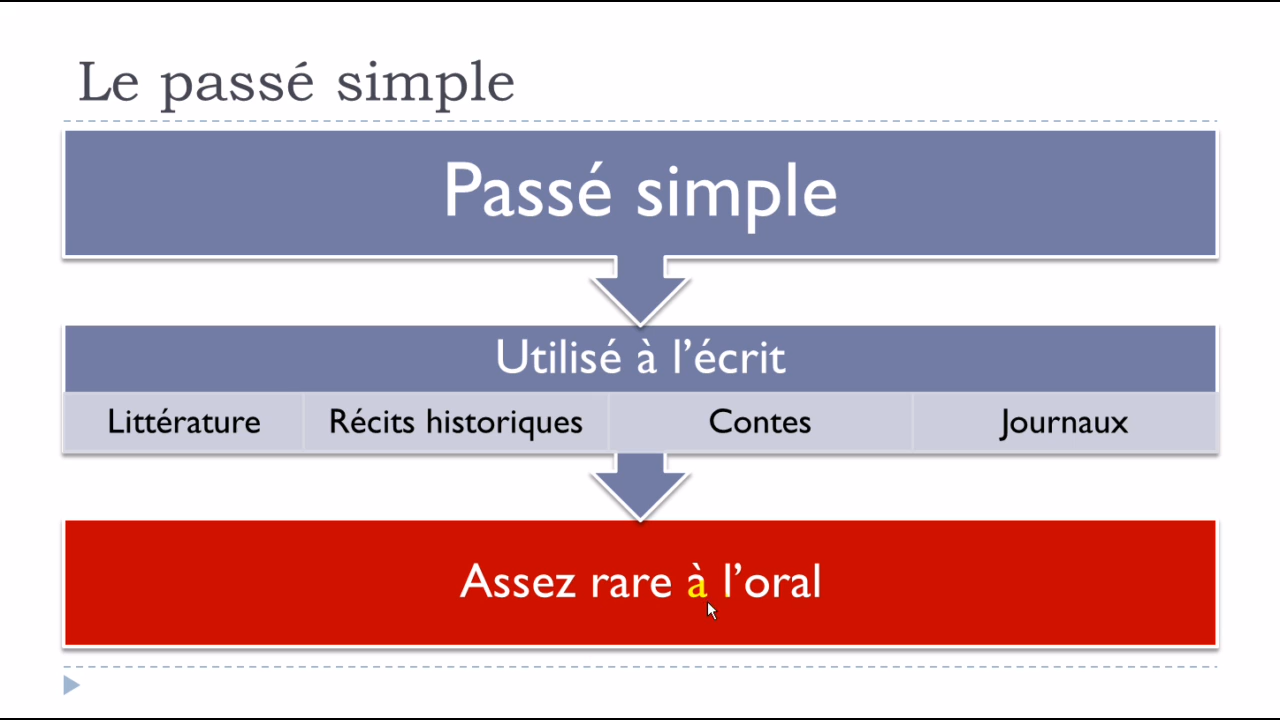 Le passé simple
Passé simple
Utilisé à l’écrit
Littérature Récits historiques Contes Journaux
Assez rare à l’oral